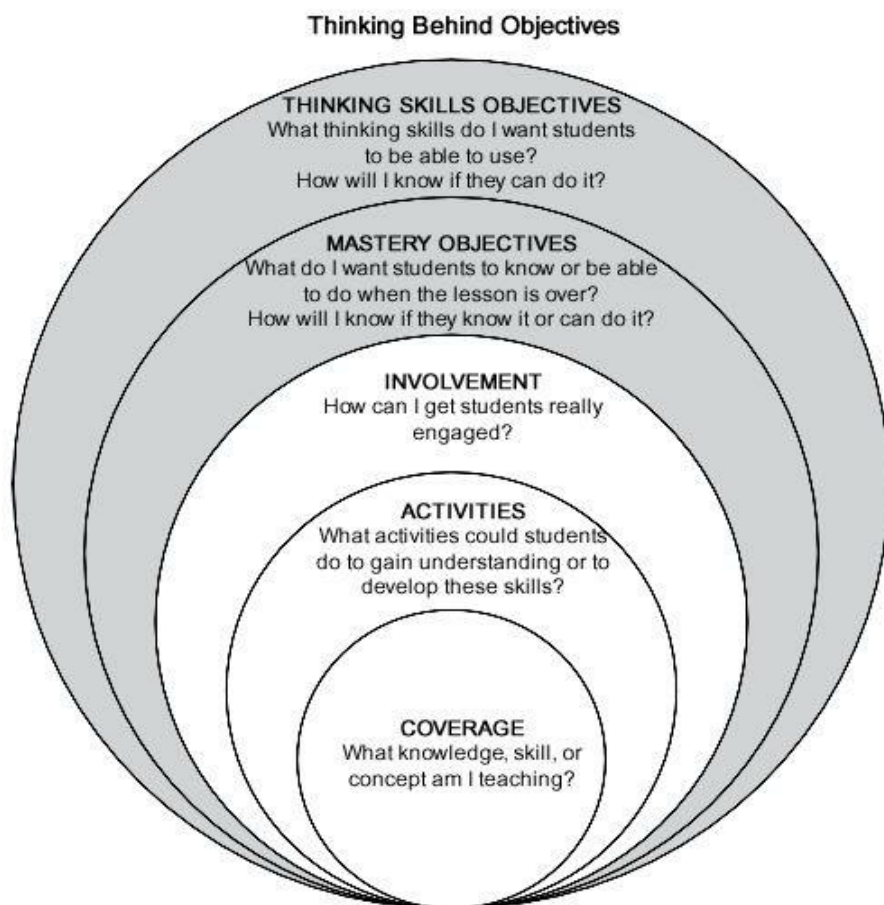 Thinking Behind Objectives
THINKING SKILLS OBJECTIVES
What thinking skills do I want students
to be able to use?
How will I know if they can do it?
MASTERY OBJECTIVES
What do I want students to know or be able
to do when the lesson is over?
How will I know if they know it or can do it?
INVOLVEMENT
How can I get students really
engaged?
ACTIVITIES
What activities could students
do to gain understanding or to
develop these skills?
COVERAGE
What knowledge, skill, or
concept am I teaching?